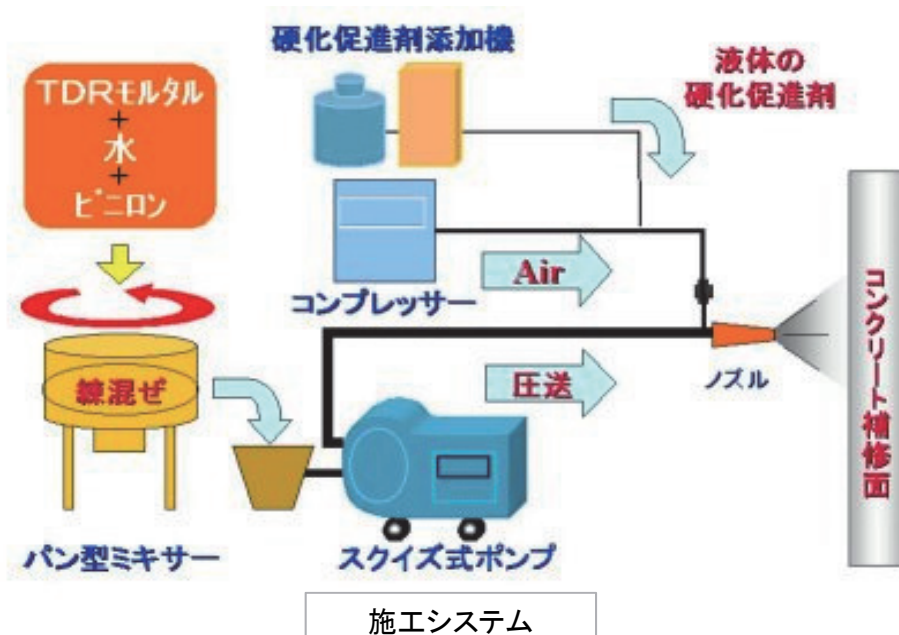 硬化促進剤添加機
液体の
硬化促進剤
TDRモルタル
+
水
+
ビニロン
コンプレッサー
Air
練混ぜ
圧送
ノズル
コンクリート補修面
パン型ミキサー
スクイズ式ポンプ
施工システム